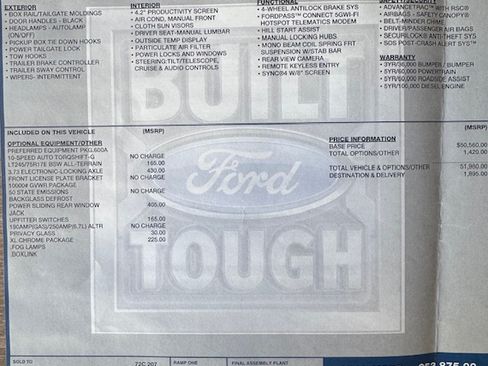 EXTERIOR
• BOX RAIL/TAILGATE MOLDINGS
• DOOR HANDLES - BLACK
• HEADLAMPS - AUTOLAMP
(ON/OFF)
• PICKUP BOX TIE DOWN HOOKS
• POWER TAILGATE LOCK
• TOW HOOKS
• TRAILER BRAKE CONTROLLER
• TRAILER SWAY CONTROL
• WIPERS- INTERMITTENT
INTERIOR
• 4.2" PRODUCTIVITY SCREEN
• AIR COND, MANUAL FRONT
• CLOTH SUN VISORS
• DRIVER SEAT-MANUAL LUMBAR
• OUTSIDE TEMP DISPLAY
• PARTICULATE AIR FILTER
• POWER LOCKS AND WINDOWS
• STEERING:TILT/TELESCOPE,
CRUISE & AUDIO CONTROLS
FUNCTIONAL
• 4-WHEEL ANTILOCK BRAKE SYS
• FORDPASS™ CONNECT 5GWI-FI
HOTSPOT TELEMATICS MODEM
• HILL START ASSIST
• MANUAL LOCKING HUBS
• MONO BEAM COIL SPRING FRT
SUSPENSION W/STAB BAR
• REAR VIEW CAMERA
• REMOTE KEYLESS ENTRY
• SYNC®4 W/8" SCREEN
SAFETY/SECURITY
• ADVANCETRAC™ WITH RSC®
• AIRBAGS - SAFETY CANOPY®
• BELT-MINDER CHIME
• DRIVER/PASSENGER AIR BAGS
• SECURILOCK® ANTI-THEFT SYS
• SOS POST-CRASH ALERT SYS™
WARRANTY
• 3YR/36,000 BUMPER / BUMPER
• 5YR/60,000 POWERTRAIN
• 5YR/60,000 ROADSIDE ASSIST
• 5YR/100,000 DIESEL ENGINE
BUILT
Ford
TOUGH
INCLUDED ON THIS VEHICLE (MSRP)
OPTIONAL EQUIPMENT/OTHER
PREFERRED EQUIPMENT PKG.600A
10-SPEED AUTO TORQSHIFT-G NO CHARGE
LT245/75R17E BSW ALL-TERRAIN 165.00
3.73 ELECTRONIC-LOCKING AXLE 430.00
FRONT LICENSE PLATE BRACKET NO CHARGE
10000# GVWR PACKAGE
50 STATE EMISSIONS NO CHARGE
BACKGLASS DEFROST
POWER SLIDING REAR WINDOW 405.00
JACK
UPFITTER SWITCHES 165.00
190AMP(GAS)/250AMP(6.7L) ALTR NO CHARGE
PRIVACY GLASS 30.00
XL CHROME PACKAGE 225.00
.FOG LAMPS
.BOXLINK
PRICE INFORMATION (MSRP)
BASE PRICE $50,560.00
TOTAL OPTIONS/OTHER 1,420.00
TOTAL VEHICLE & OPTIONS/OTHER 51,980.00
DESTINATION & DELIVERY 1,895.00
SOLD TO
72C 207
RAMP ONE
FINAL ASSEMBLY PLANT
$53,875.00